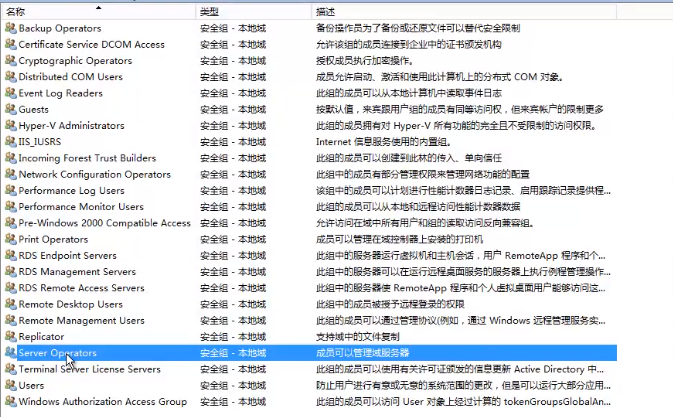 名称 类型 描述
Backup Operators 安全组 - 本地域 备份操作员为了备份或还原文件可以替代安全限制
Certificate Service DCOM Access 安全组 - 本地域 允许该组的成员连接到企业中的证书颁发机构
Cryptographic Operators 安全组 - 本地域 授权成员执行加密操作。
Distributed COM Users 安全组 - 本地域 成员允许启动、激活和使用此计算机上的分布式 COM 对象。
Event Log Readers 安全组 - 本地域 此组的成员可以从本地计算机中读取事件日志
Guests 安全组 - 本地域 按默认值，来宾跟用户组的成员有同等访问权，但来宾帐户的限制更多
Hyper-V Administrators 安全组 - 本地域 此组的成员拥有对 Hyper-V 所有功能的完全且不受限制的访问权限。
IIS_IUSRS 安全组 - 本地域 Internet 信息服务使用的内置组。
Incoming Forest Trust Builders 安全组 - 本地域 此组的成员可以创建到此林的传入、单向信任
Network Configuration Operators 安全组 - 本地域 此组中的成员有部分管理权限来管理网络功能的配置
Performance Log Users 安全组 - 本地域 该组中的成员可以计划进行性能计数器日志记录、启用跟踪记录提供程...
Performance Monitor Users 安全组 - 本地域 此组的成员可以从本地和远程访问性能计数器数据
Pre-Windows 2000 Compatible Access 安全组 - 本地域 允许访问在域中所有用户和组的读取访问反向兼容组。
Print Operators 安全组 - 本地域 成员可以管理在域控制器上安装的打印机
RDS Endpoint Servers 安全组 - 本地域 此组中的服务器运行虚拟机和主机会话，用户 RemoteApp 程序和个...
RDS Management Servers 安全组 - 本地域 此组中的服务器可以在运行远程桌面服务的服务器上执行例程管理操作...
RDS Remote Access Servers 安全组 - 本地域 此组中的服务器使 RemoteApp 程序和个人虚拟桌面用户能够访问这...
Remote Desktop Users 安全组 - 本地域 此组中的成员被授予远程登录的权限
Remote Management Users 安全组 - 本地域 此组的成员可以通过管理协议(例如，通过 Windows 远程管理服务实...
Replicator 安全组 - 本地域 支持域中的文件复制
Server Operators 安全组 - 本地域 成员可以管理域服务器
Terminal Server License Servers 安全组 - 本地域 此组的成员可以使用有关许可证颁发的信息更新 Active Directory 中...
Users 安全组 - 本地域 防止用户进行有意或无意的系统范围的更改，但是可以运行大部分应用...
Windows Authorization Access Group 安全组 - 本地域 此组的成员可以访问 User 对象上经过计算的 tokenGroupsGlobalAn...